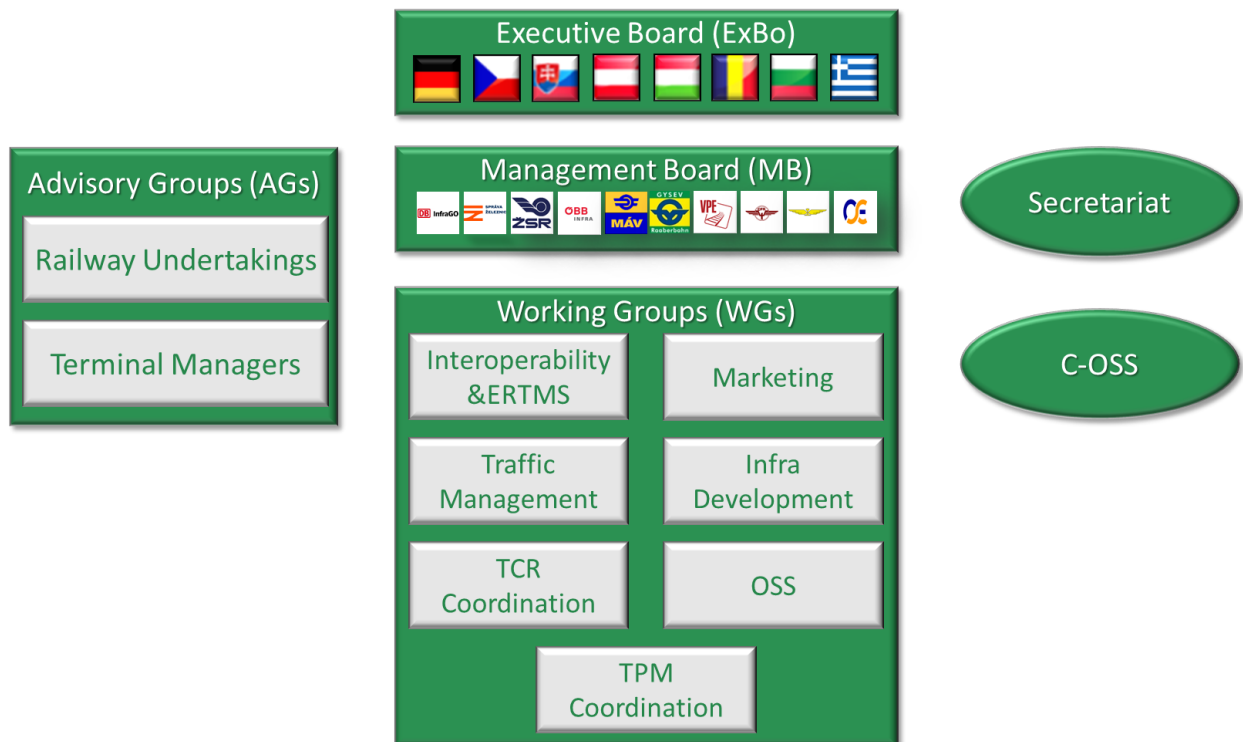 Executive Board (ExBo)
Advisory Groups (AGs)
Railway Undertakings
Terminal Managers
Management Board (MB)
DB InfraGO
SPRÁVA
ŽELEZNIC
ŽSR
ÖBB
INFRA
MÁV
GYSEV
Raaberbahn
VPE
Secretariat
C-OSS
Working Groups (WGs)
Interoperability
&ERTMS
Marketing
Traffic
Management
Infra
Development
TCR
Coordination
OSS
TPM
Coordination